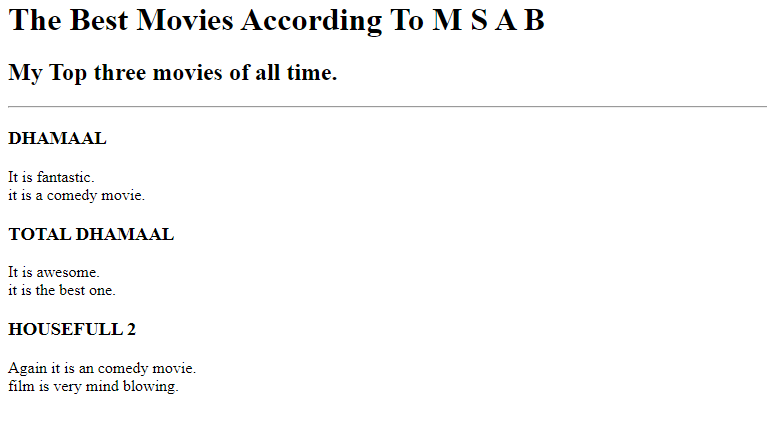 The Best Movies According To M S A B
My Top three movies of all time.
DHAMAAL
It is fantastic.
it is a comedy movie.
TOTAL DHAMAAL
It is awesome.
it is the best one.
HOUSEFULL 2
Again it is an comedy movie.
film is very mind blowing.